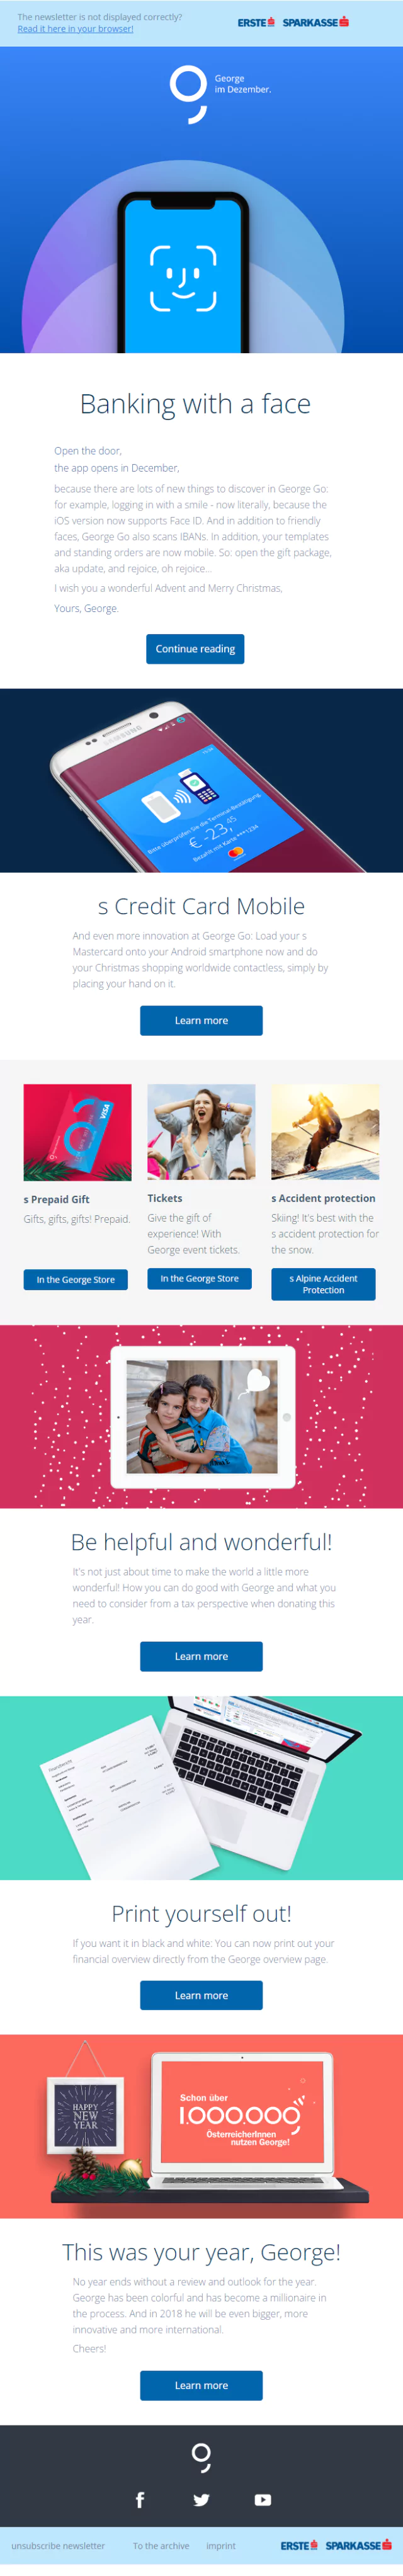 The newsletter is not displayed correctly?
Read it here in your browser!
ERSTE SPARKASSE
George
im Dezember.
Banking with a face
Open the door,
the app opens in December,
because there are lots of new things to discover in George Go:
for example, logging in with a smile - now literally, because the
iOS version now supports Face ID. And in addition to friendly
faces, George Go also scans IBANs. In addition, your templates
and standing orders are now mobile. So: open the gift package,
aka update, and rejoice, oh rejoice...
I wish you a wonderful Advent and Merry Christmas,
Yours, George.
Continue reading
SAMSUNG
Bitte überprüfen Sie die Terminal-Bestätigung
€ -23,45
Bezahlt mit Karte ***1234
s Credit Card Mobile
And even more innovation at George Go: Load your s
Mastercard onto your Android smartphone now and do
your Christmas shopping worldwide contactless, simply by
placing your hand on it.
Learn more
VISA
s Prepaid Gift
Gifts, gifts, gifts! Prepaid.
In the George Store
Tickets
Give the gift of
experience! With
George event tickets.
In the George Store
s Accident protection
Skiing! It's best with the
s accident protection for
the snow.
s Alpine Accident
Protection
Be helpful and wonderful!
It's not just about time to make the world a little more
wonderful! How you can do good with George and what you
need to consider from a tax perspective when donating this
year.
Learn more
Print yourself out!
If you want it in black and white: You can now print out your
financial overview directly from the George overview page.
Learn more
HAPPY
NEW
YEAR
Schon über
1.000.000
ÖsterreicherInnen
nutzen George!
This was your year, George!
No year ends without a review and outlook for the year.
George has been colorful and has become a millionaire in
the process. And in 2018 he will be even bigger, more
innovative and more international.
Cheers!
Learn more
unsubscribe newsletter To the archive imprint
ERSTE SPARKASSE